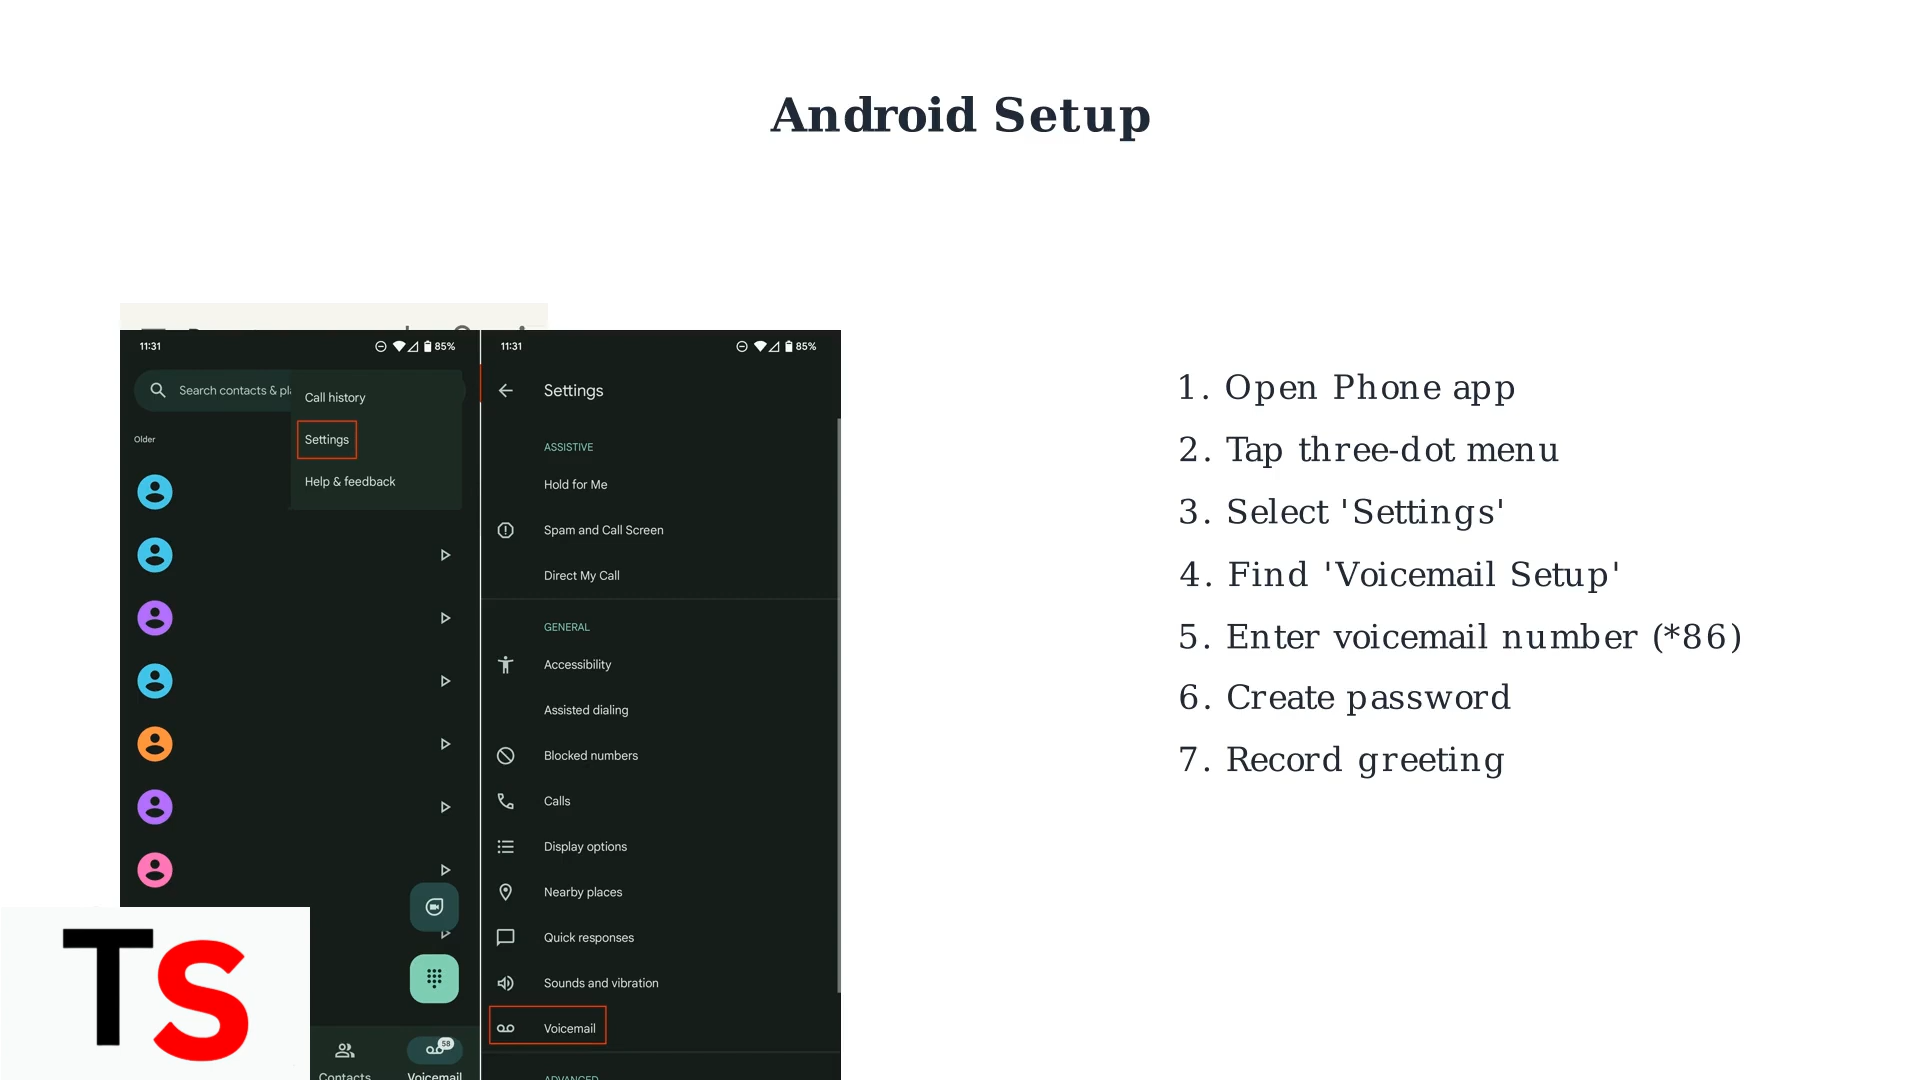 Android Setup
11:31
85%
Search contacts & pl
Call history
Settings
Help & feedback
Older
58
Contacts
Voicemail
11:31
85%
Settings
ASSISTIVE
Hold for Me
Spam and Call Screen
Direct My Call
GENERAL
Accessibility
Assisted dialing
Blocked numbers
Calls
Display options
Nearby places
Quick responses
Sounds and vibration
Voicemail
ADVANCED
1. Open Phone app
2. Tap three-dot menu
3. Select 'Settings'
4. Find 'Voicemail Setup'
5. Enter voicemail number (*86)
6. Create password
7. Record greeting
TS